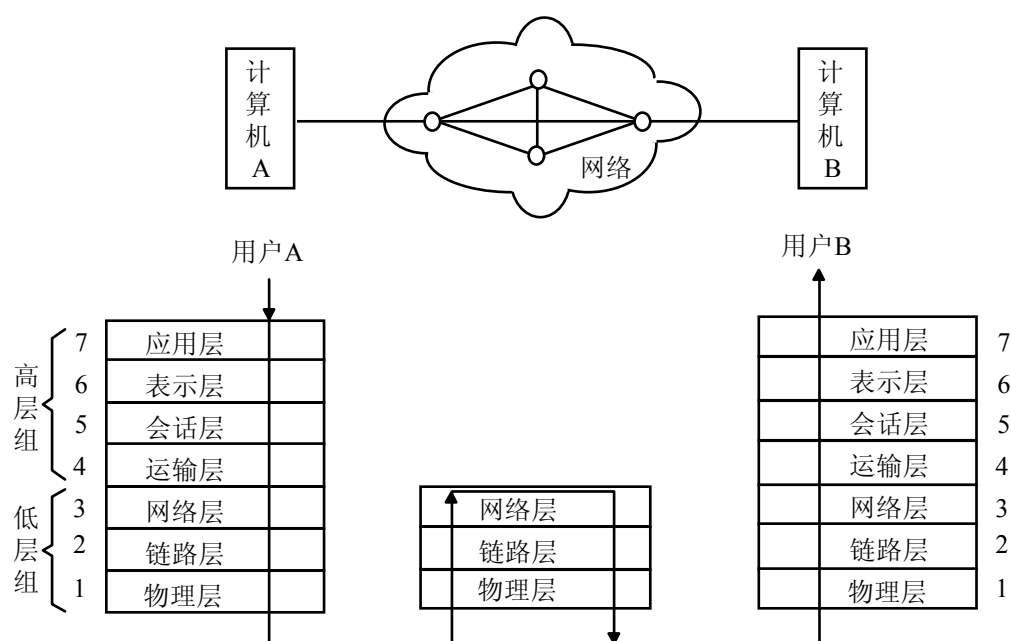 计算机A
计算机B
网络
用户A
用户B
高层组
低层组
7 应用层
6 表示层
5 会话层
4 运输层
3 网络层
2 链路层
1 物理层
网络层
链路层
物理层
应用层 7
表示层 6
会话层 5
运输层 4
网络层 3
链路层 2
物理层 1